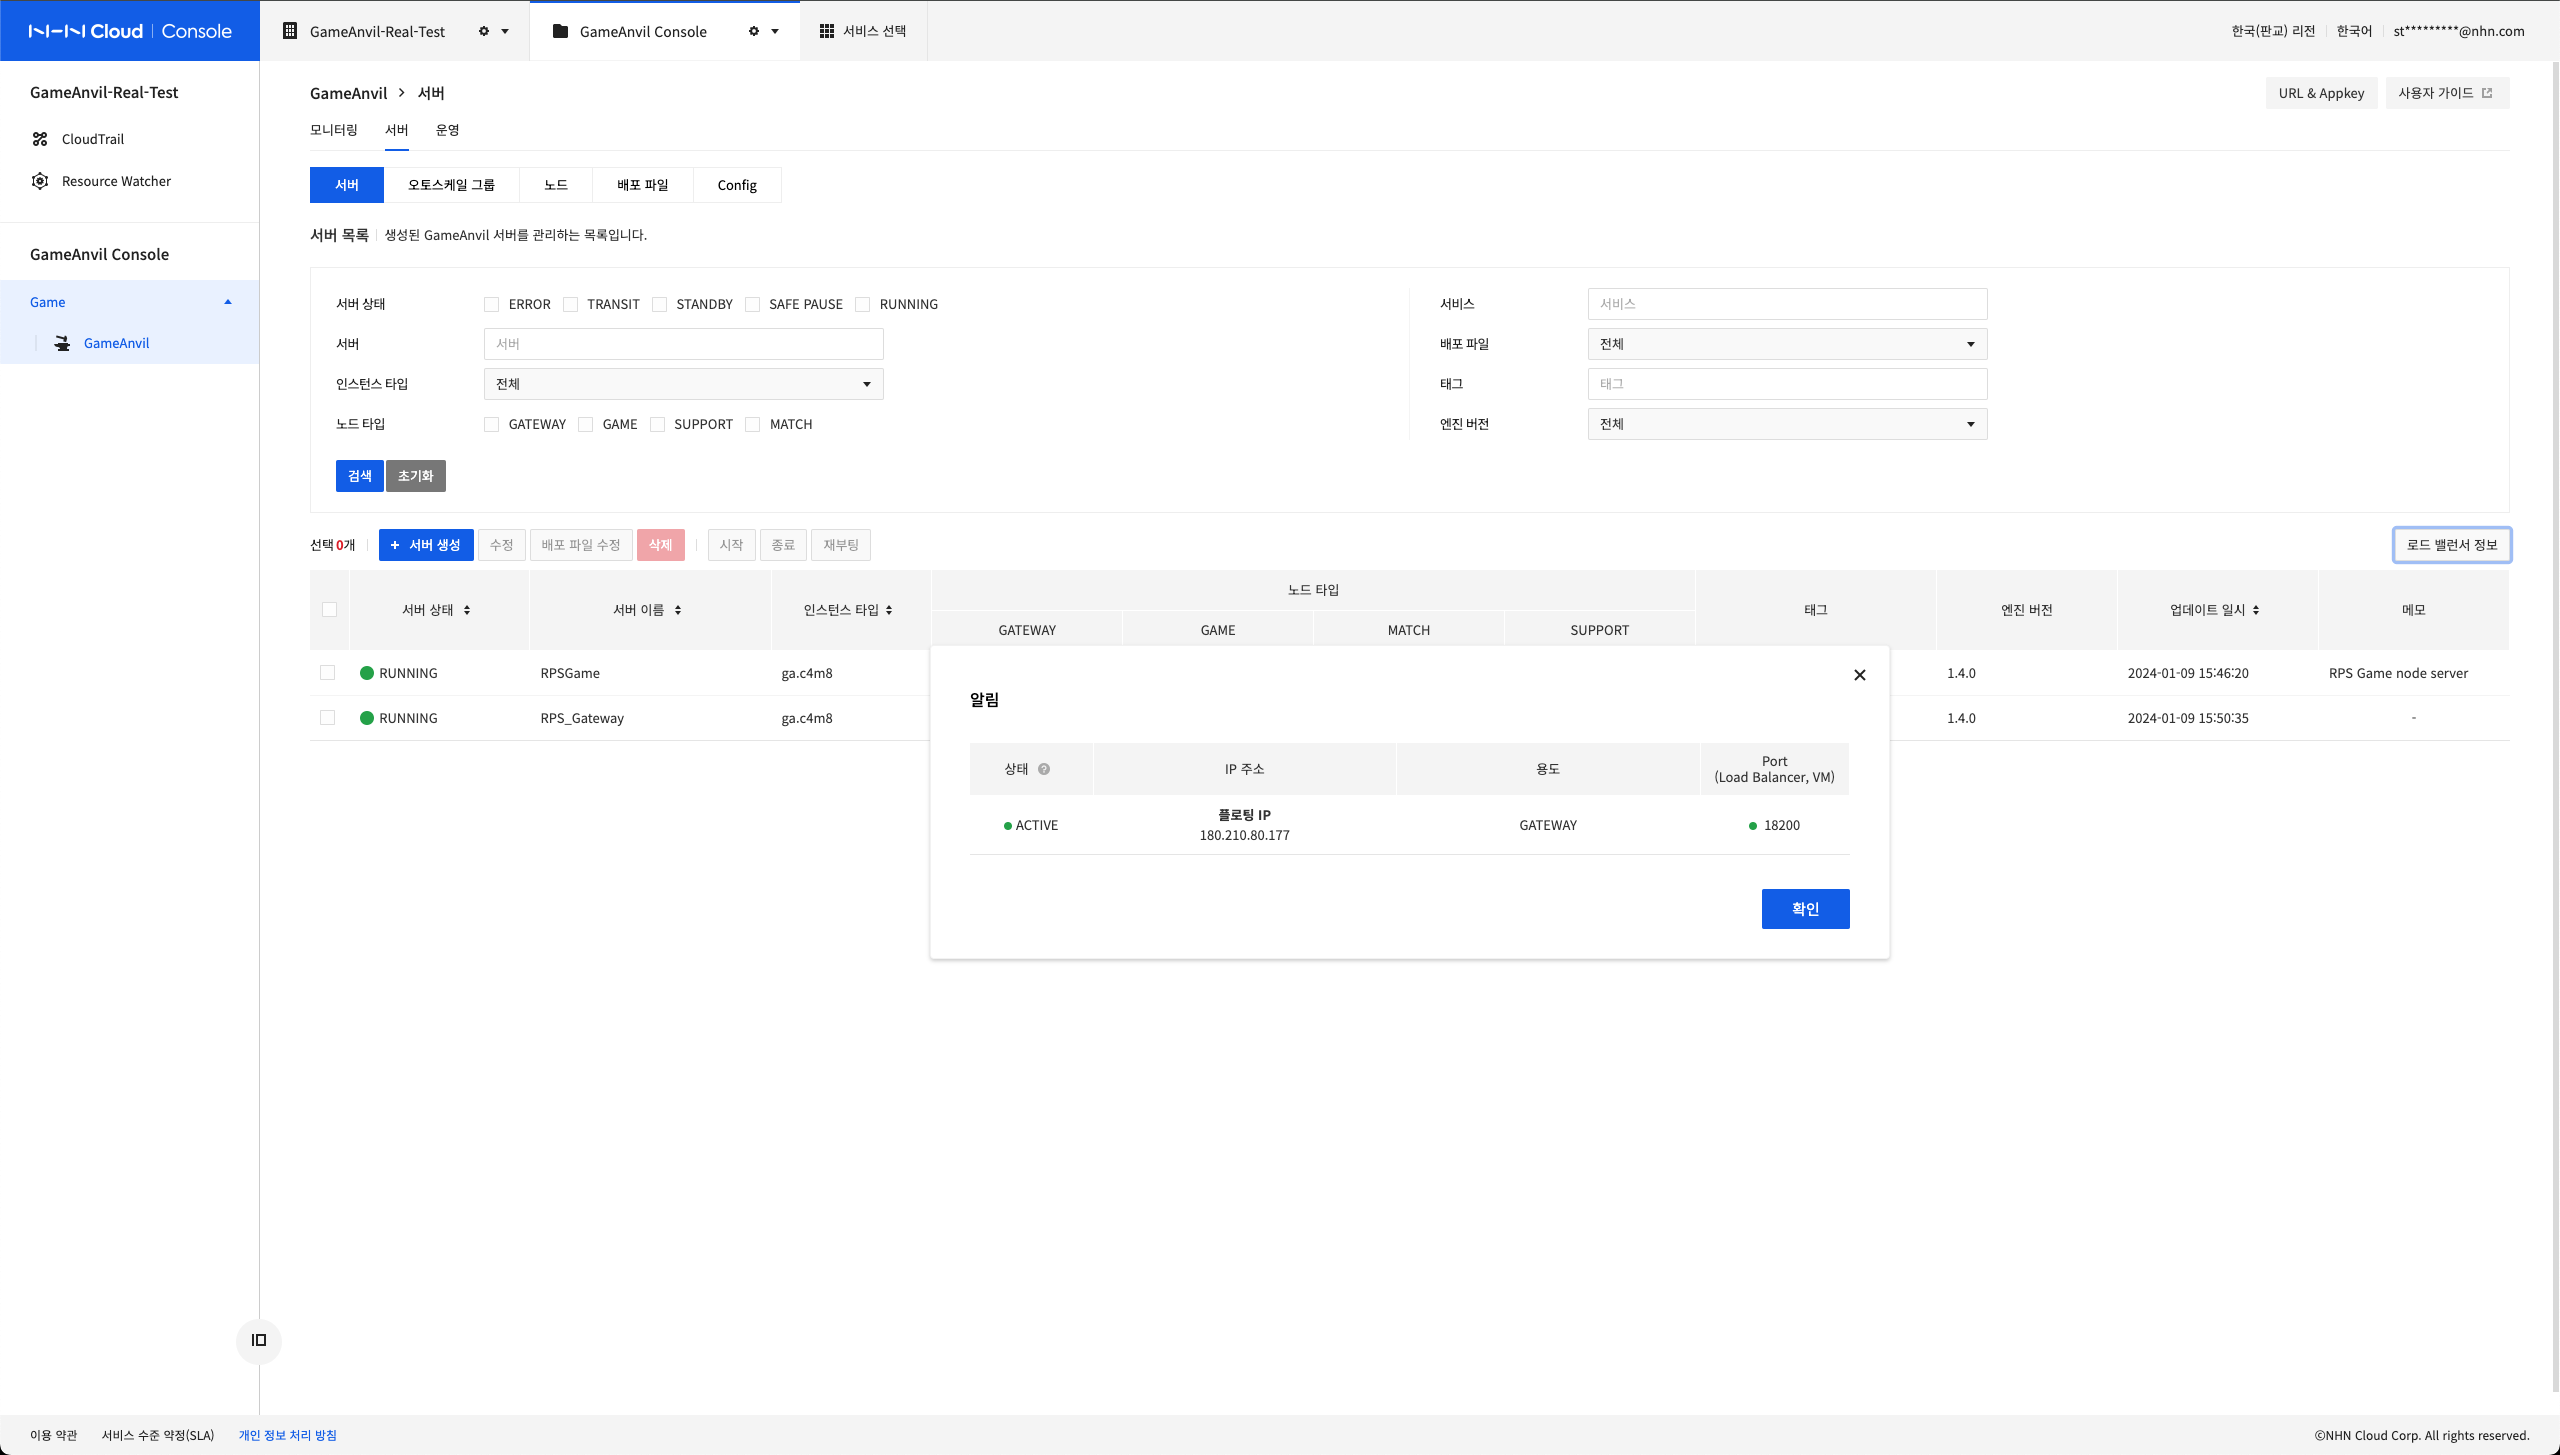 NHN Cloud | Console
GameAnvil-Real-Test
GameAnvil Console
서비스 선택
한국(판교) 리전
한국어
st*********@nhn.com
GameAnvil-Real-Test
CloudTrail
Resource Watcher
GameAnvil Console
Game
GameAnvil
GameAnvil > 서버
URL & Appkey
사용자 가이드
모니터링 서버 운영
서버 오토스케일 그룹 노드 배포 파일 Config
서버 목록 생성된 GameAnvil 서버를 관리하는 목록입니다.
서버 상태 ERROR TRANSIT STANDBY SAFE PAUSE RUNNING
서비스 서비스
서버 서버
배포 파일 전체
인스턴스 타입 전체
태그 태그
노드 타입 GATEWAY GAME SUPPORT MATCH
엔진 버전 전체
검색 초기화
선택 0개 + 서버 생성 수정 배포 파일 수정 삭제 시작 종료 재부팅
로드 밸런서 정보
서버 상태 서버 이름 인스턴스 타입 노드 타입 태그 엔진 버전 업데이트 일시 메모
GATEWAY GAME MATCH SUPPORT
RUNNING RPSGame ga.c4m8 1.4.0 2024-01-09 15:46:20 RPS Game node server
RUNNING RPS_Gateway ga.c4m8 1.4.0 2024-01-09 15:50:35 -
알림
상태 IP 주소 용도 Port
(Load Balancer, VM)
ACTIVE 플로팅 IP GATEWAY 18200
180.210.80.177
확인
이용 약관 서비스 수준 약정(SLA) 개인 정보 처리 방침
©NHN Cloud Corp. All rights reserved.